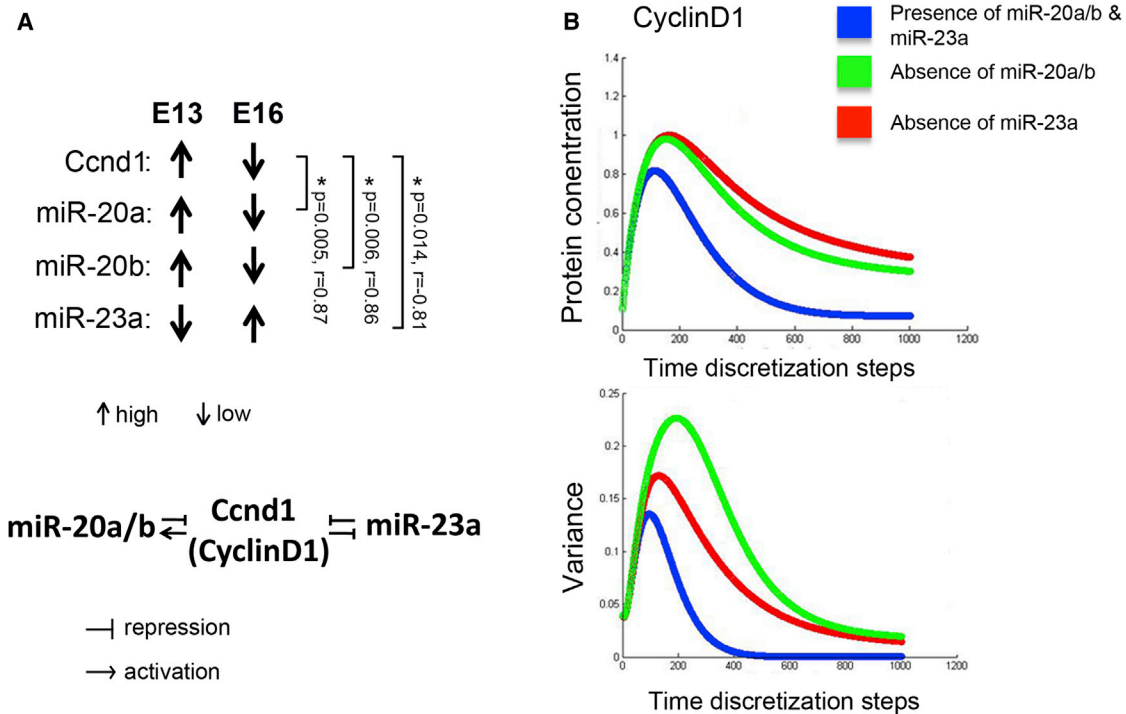 A
E13 E16
Ccnd1:
miR-20a:
miR-20b:
miR-23a:
* p=0.005, r=0.87
* p=0.006, r=0.86
* p=0.014, r=-0.81
high low
miR-20a/b Ccnd1 miR-23a
(CyclinD1)
repression
activation
B
CyclinD1
Presence of miR-20a/b &
miR-23a
Absence of miR-20a/b
Absence of miR-23a
Protein conentration
1.4
1.2
1
0.8
0.6
0.4
0.2
0
0 200 400 600 800 1000 1200
Time discretization steps
Variance
0.25
0.2
0.15
0.1
0.05
0
0 200 400 600 800 1000 1200
Time discretization steps